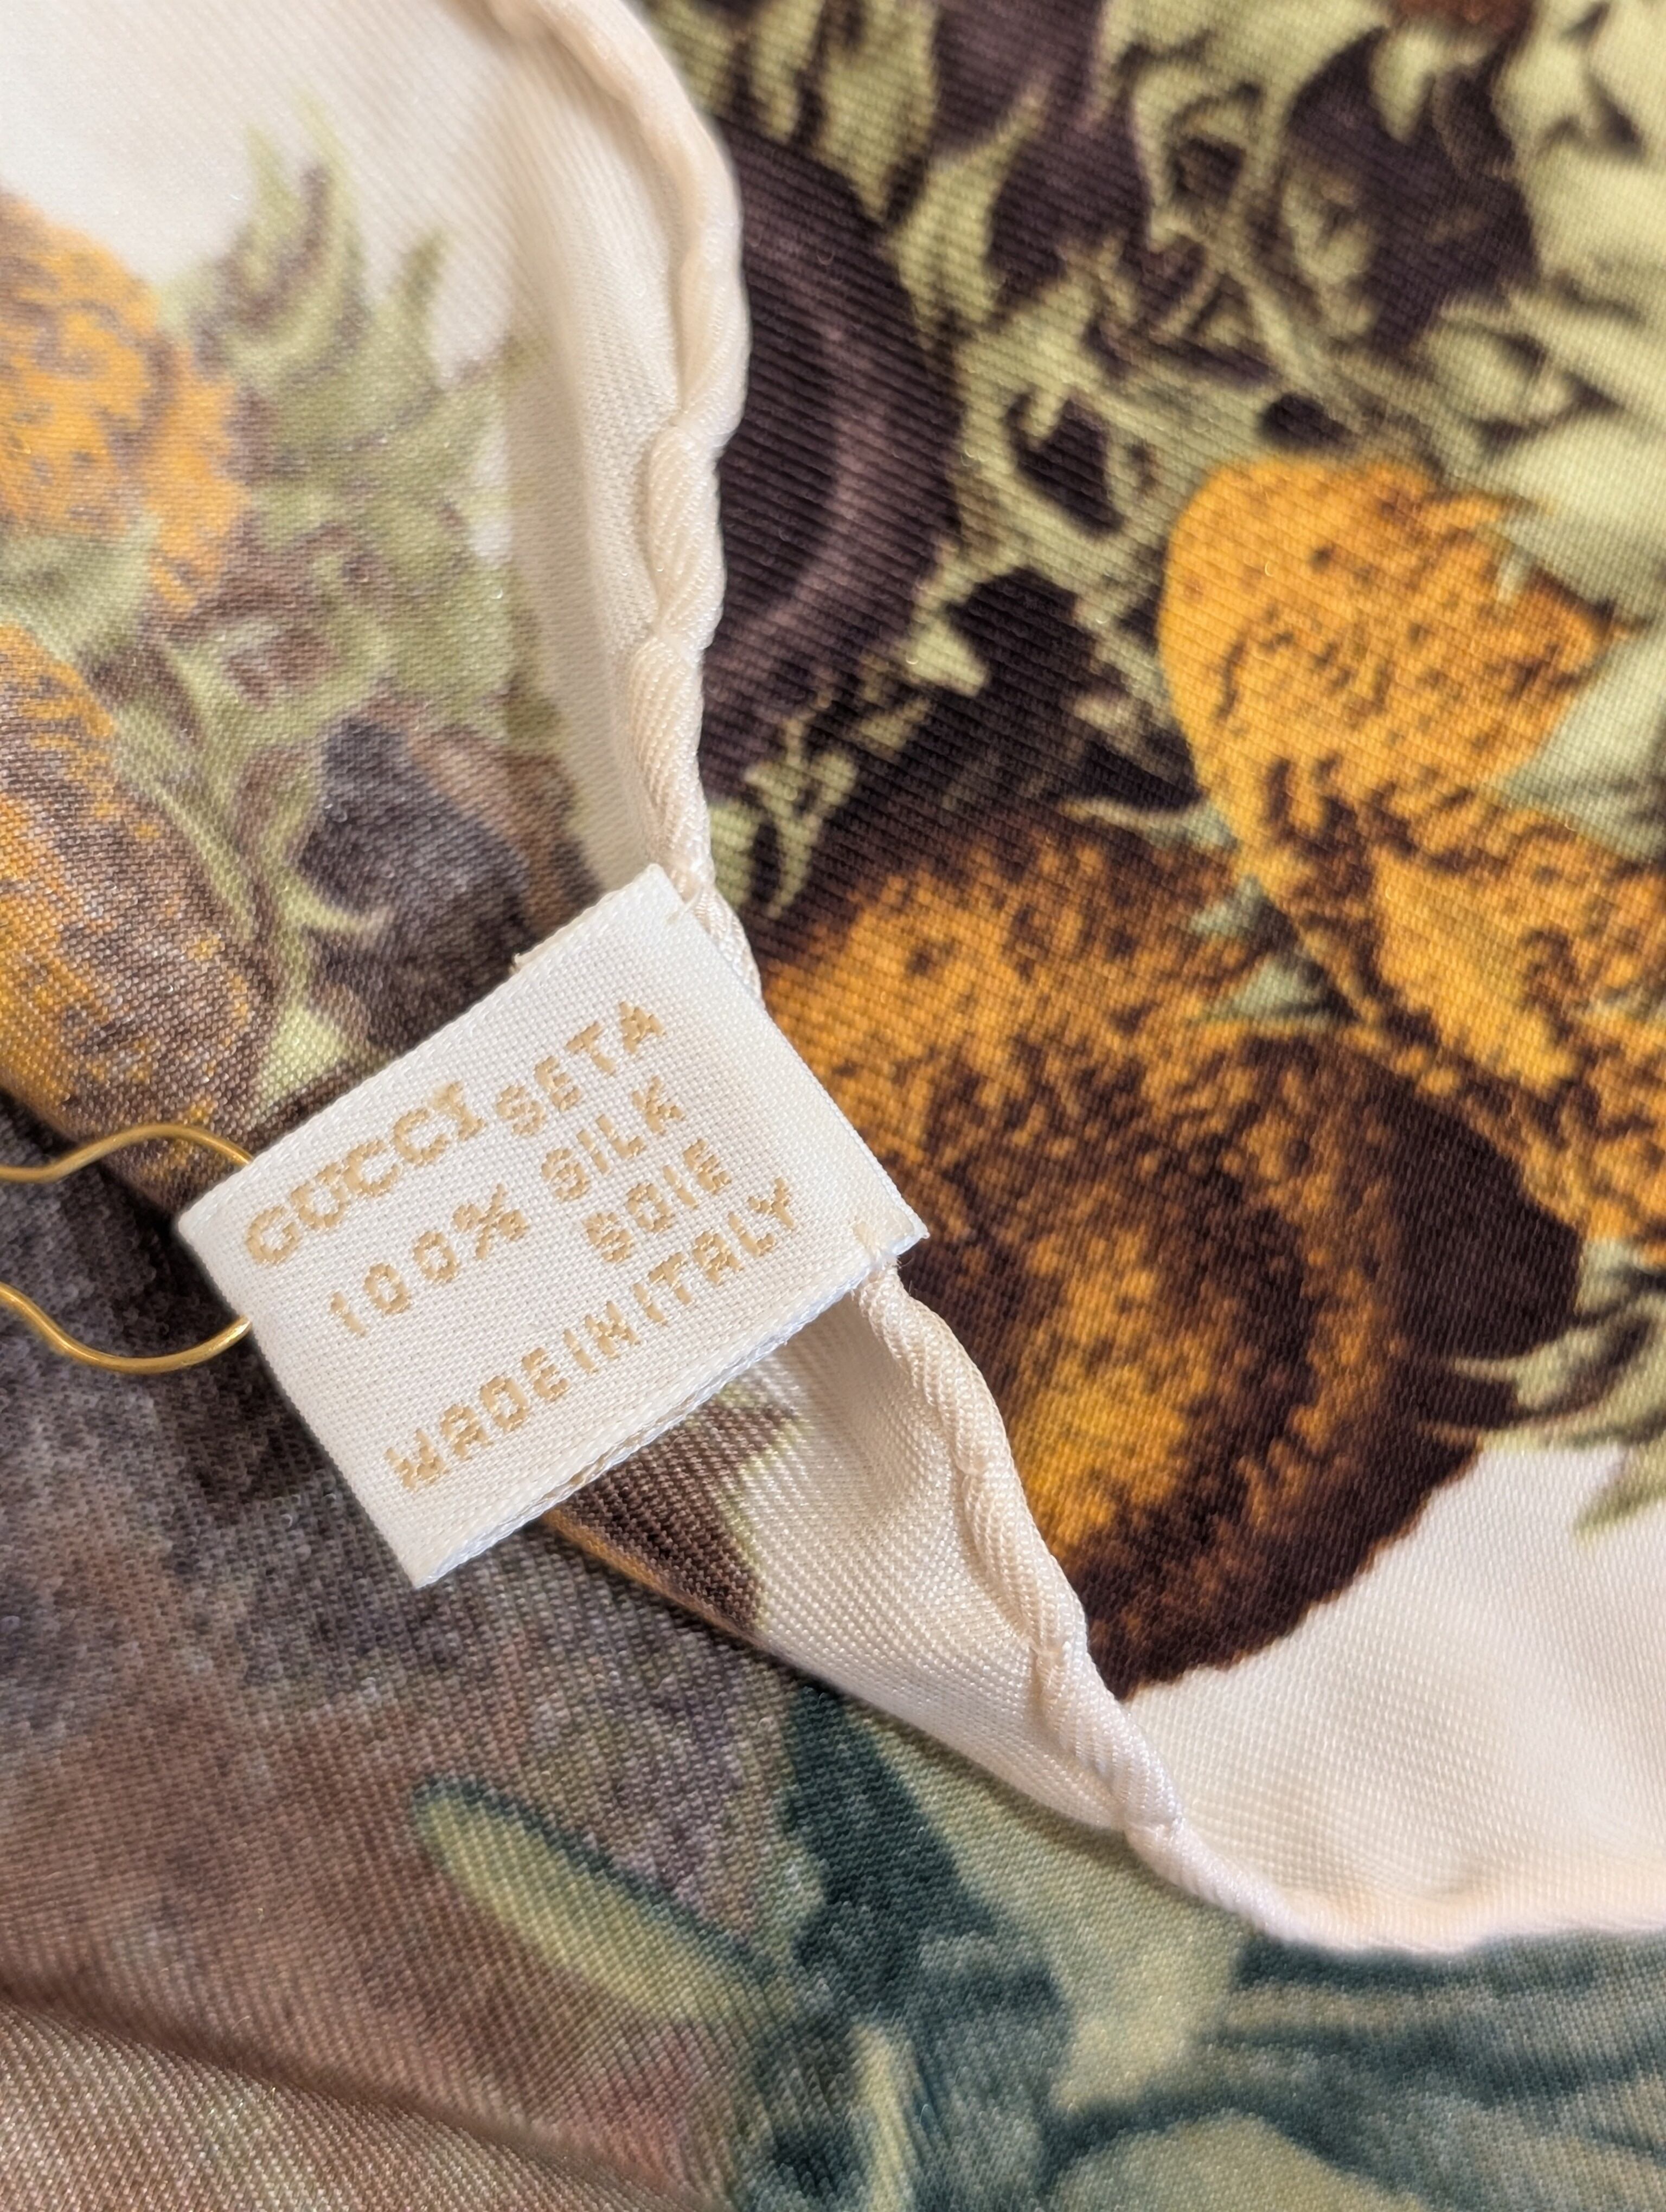 GUCCI SETA
100% SILK
SOIE
MADE IN ITALY